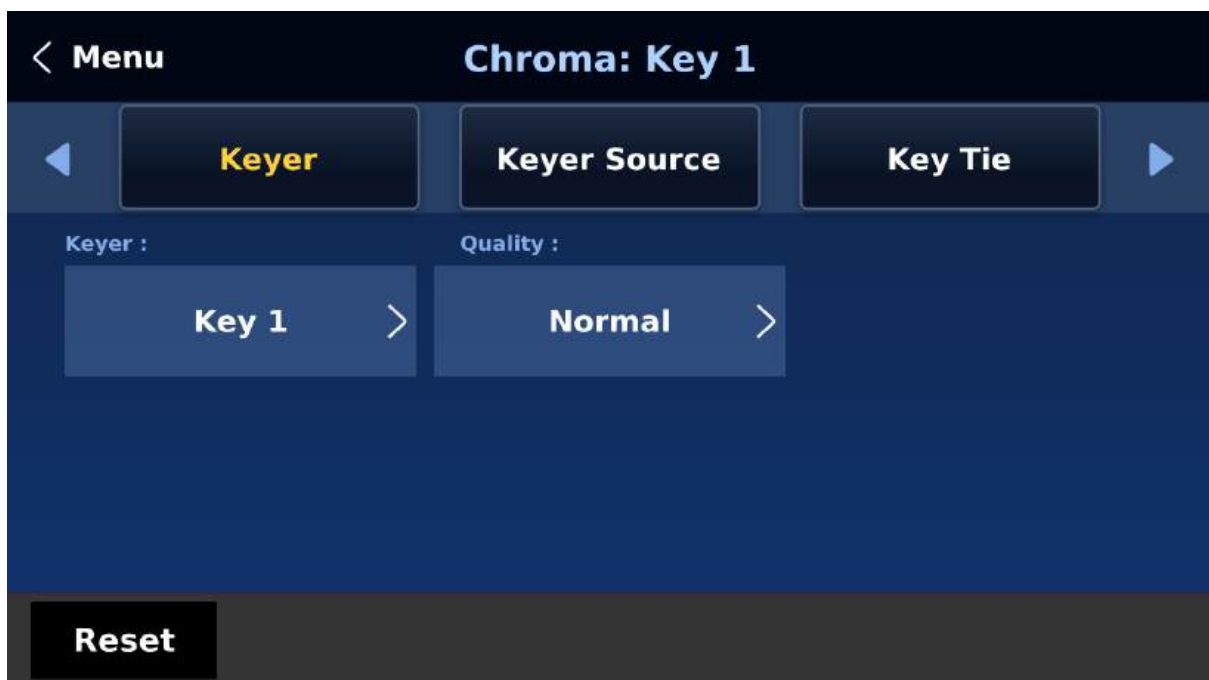 Menu
Chroma: Key 1
Keyer
Keyer Source
Key Tie
Keyer :
Quality :
Key 1
Normal
Reset